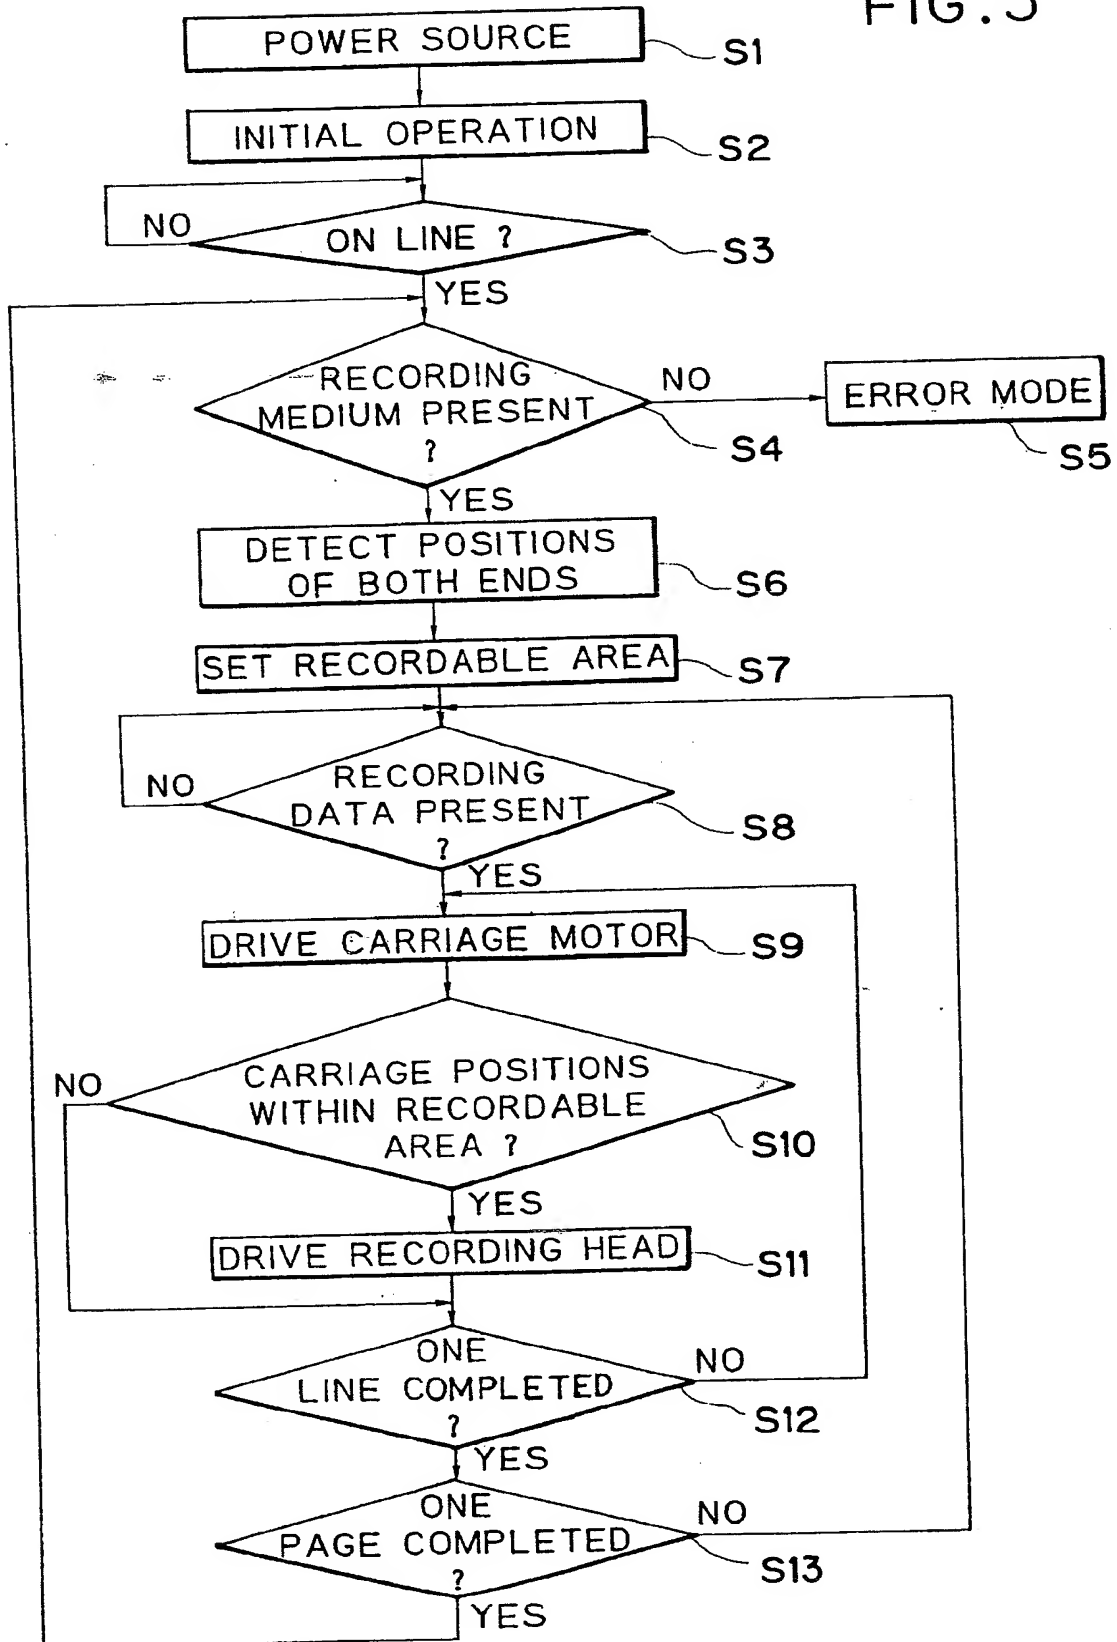 FIG.5
POWER SOURCE
S1
INITIAL OPERATION
S2
NO
ON LINE ?
S3
YES
RECORDING
MEDIUM PRESENT
?
NO
S4
ERROR MODE
S5
YES
DETECT POSITIONS
OF BOTH ENDS
S6
SET RECORDABLE AREA
S7
NO
RECORDING
DATA PRESENT
?
S8
YES
DRIVE CARRIAGE MOTOR
S9
NO
CARRIAGE POSITIONS
WITHIN RECORDABLE
AREA ?
S10
YES
DRIVE RECORDING HEAD
S11
ONE
LINE COMPLETED
?
NO
S12
YES
ONE
PAGE COMPLETED
?
NO
S13
YES